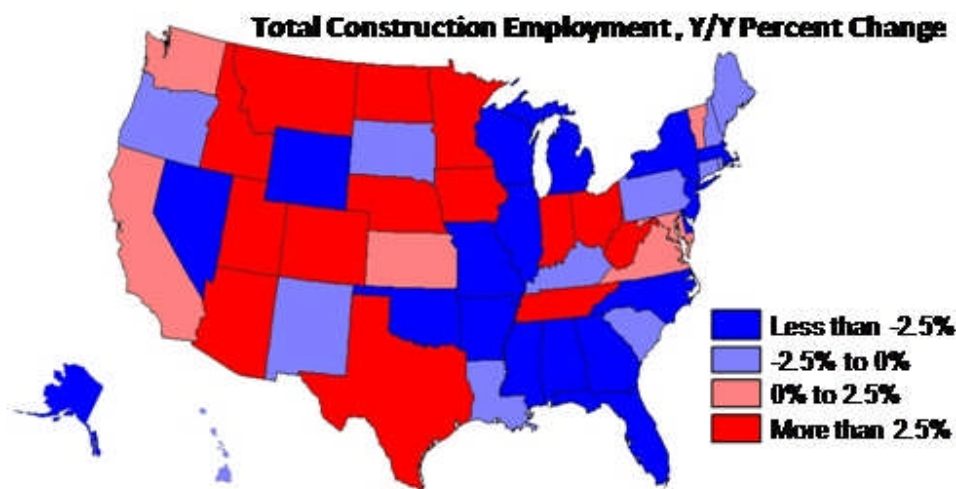 Total Construction Employment, Y/Y Percent Change
Less than -2.5%
-2.5% to 0%
0% to 2.5%
More than 2.5%